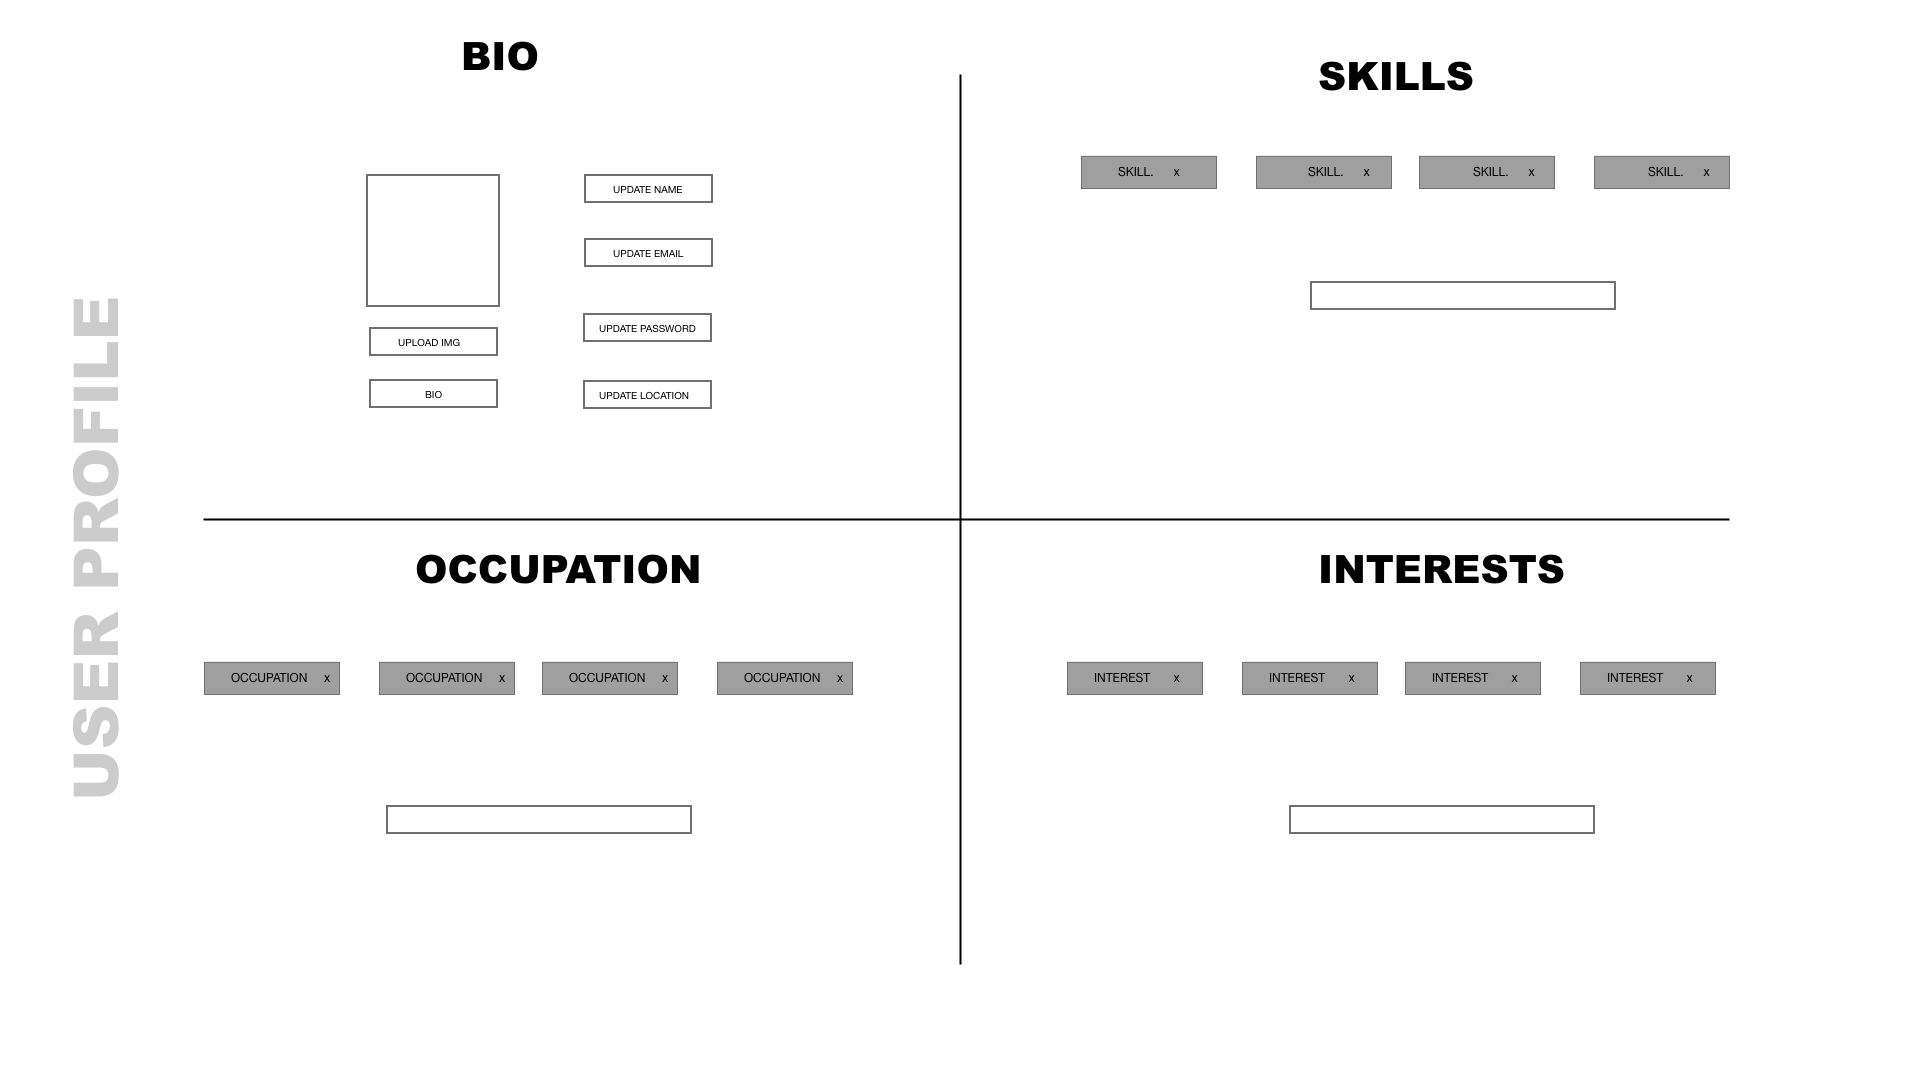 USER PROFILE
BIO
UPLOAD IMG
BIO
UPDATE NAME
UPDATE EMAIL
UPDATE PASSWORD
UPDATE LOCATION
SKILLS
SKILL. x
SKILL. x
SKILL. x
SKILL. x
OCCUPATION
OCCUPATION x
OCCUPATION x
OCCUPATION x
OCCUPATION x
INTERESTS
INTEREST x
INTEREST x
INTEREST x
INTEREST x